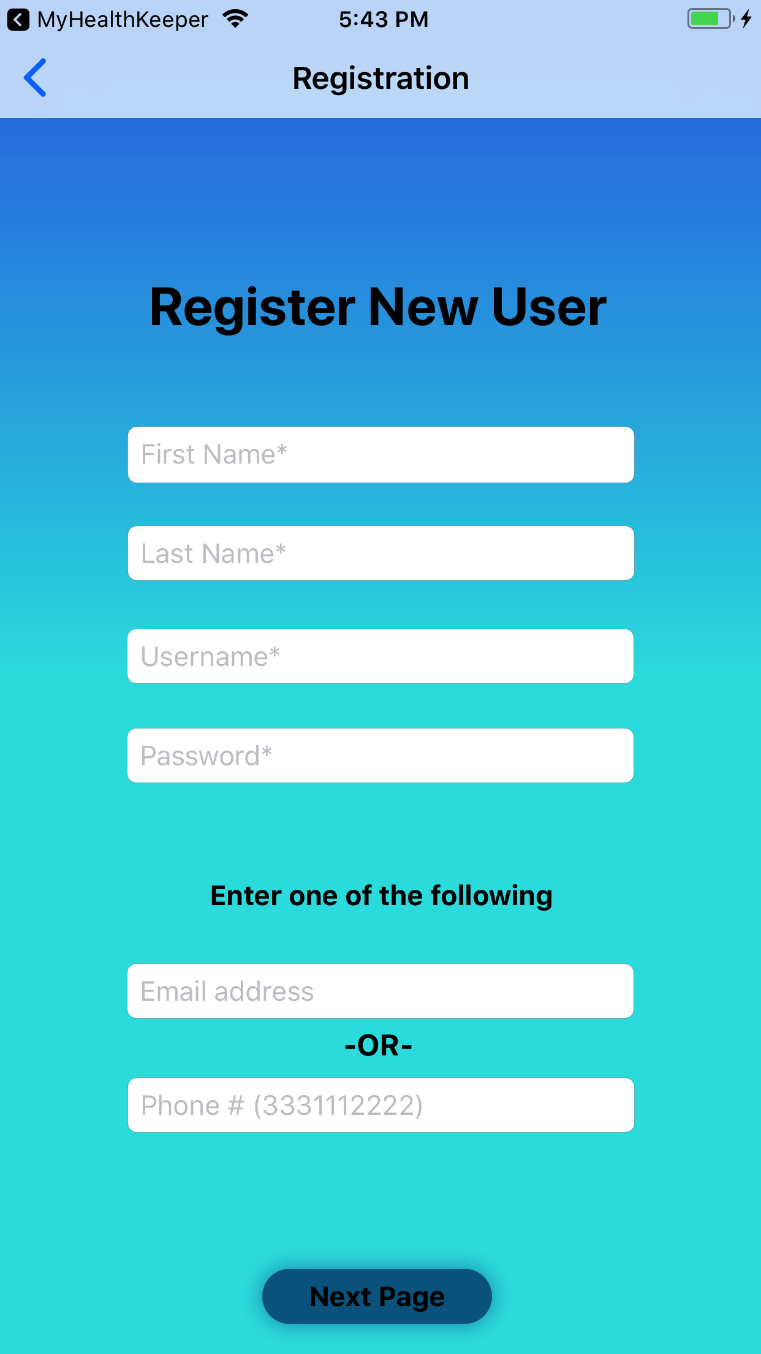 MyHealthKeeper 5:43 PM
Registration
Register New User
First Name*
Last Name*
Username*
Password*
Enter one of the following
Email address
-OR-
Phone # (3331112222)
Next Page